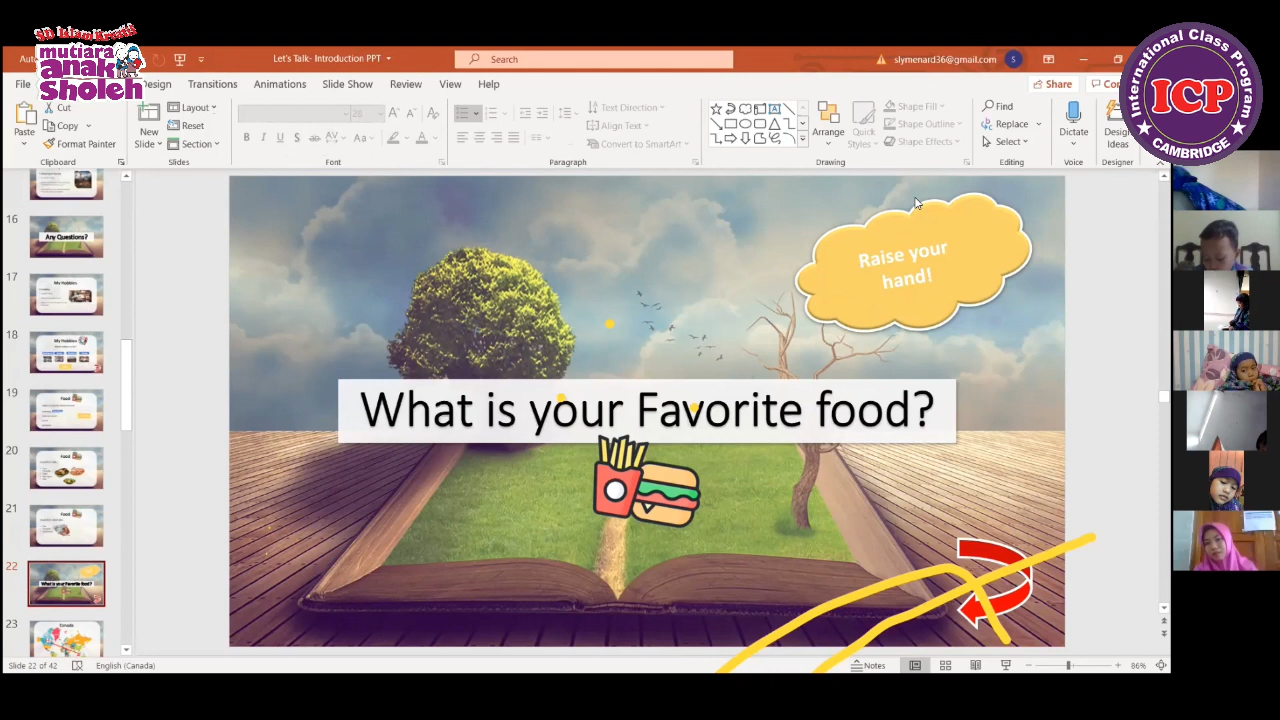 SD Islam Kreatif
mutiara
anak
sholeh
International Class Program
ICP
CAMBRIDGE
Let's Talk- Introduction PPT
Search
slymenard36@gmail.com
S
File
Design
Transitions
Animations
Slide Show
Review
View
Help
Share
Paste
Cut
Copy
Format Painter
Clipboard
New
Slide
Layout
Reset
Section
Slides
28
Font
Text Direction
Align Text
Convert to SmartArt
Paragraph
Arrange
Quick
Styles
Shape Fill
Shape Outline
Shape Effects
Drawing
Find
Replace
Select
Editing
Dictate
Voice
Design
Ideas
Designer
16
Any Questions?
17
My Hobbies
18
My Hobbies
19
Food
20
Food
21
Food
22
What is your Favorite food?
23
Canada
Raise your
hand!
What is your Favorite food?
Slide 22 of 42
English (Canada)
Notes
86%